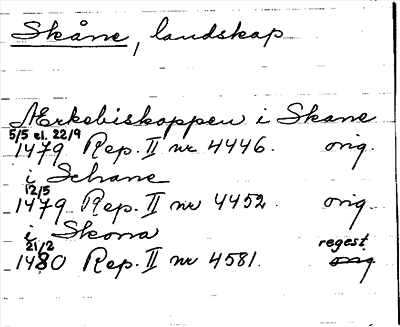 Skåne, landskap
Ærkebiskoppen i Skane
5/5 el. 22/9
1479 Rep. II nr 4446. orig.
i Schane
12/5
1479 Rep. II nr 4452. orig.
i Skona
21/2 regest
1480 Rep. II nr 4581. orig